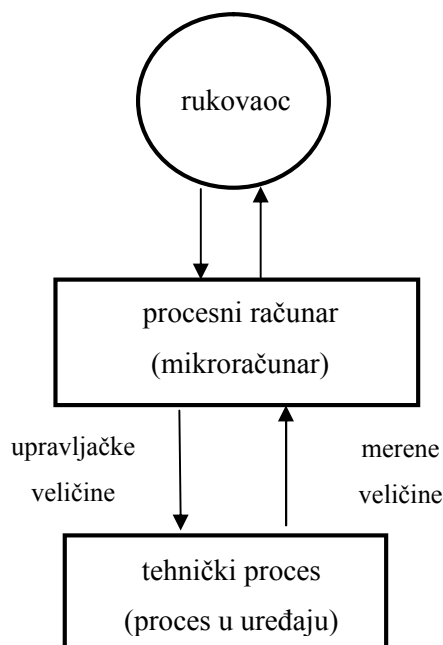 rukovaoc
procesni računar
(mikroračunar)
upravljačke
veličine
merene
veličine
tehnički proces
(proces u uređaju)